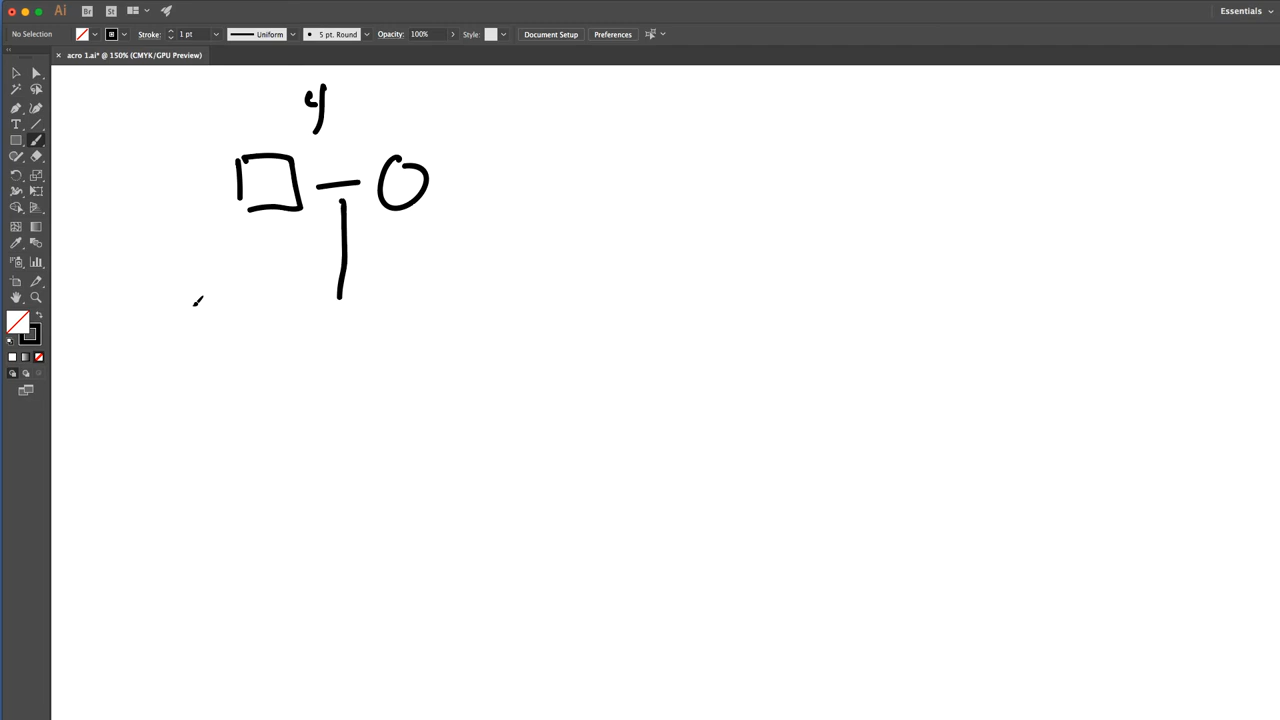 Ai Br St Essentials
No Selection Stroke: 1 pt Uniform 5 pt. Round Opacity: 100% Style: Document Setup Preferences
× acro 1.ai* @ 150% (CMYK/GPU Preview)
T